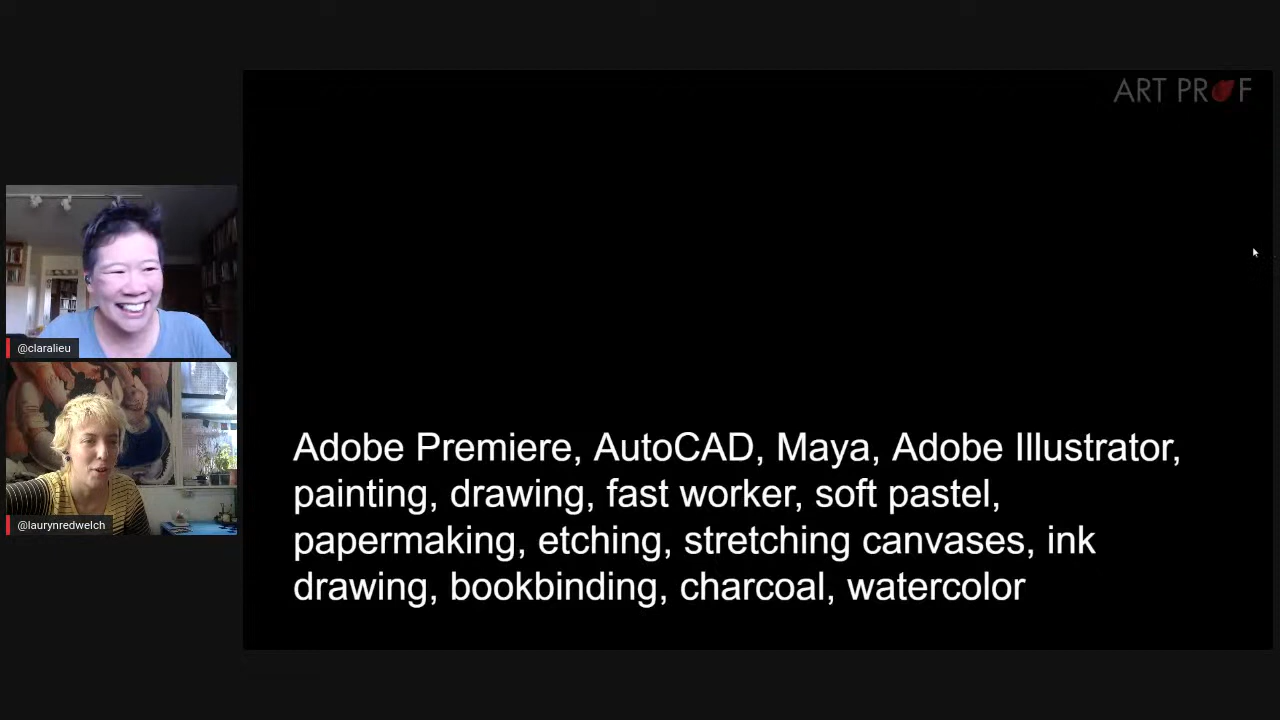 ART PROF
@claralieu
@laurynredwelch
Adobe Premiere, AutoCAD, Maya, Adobe Illustrator,
painting, drawing, fast worker, soft pastel,
papermaking, etching, stretching canvases, ink
drawing, bookbinding, charcoal, watercolor